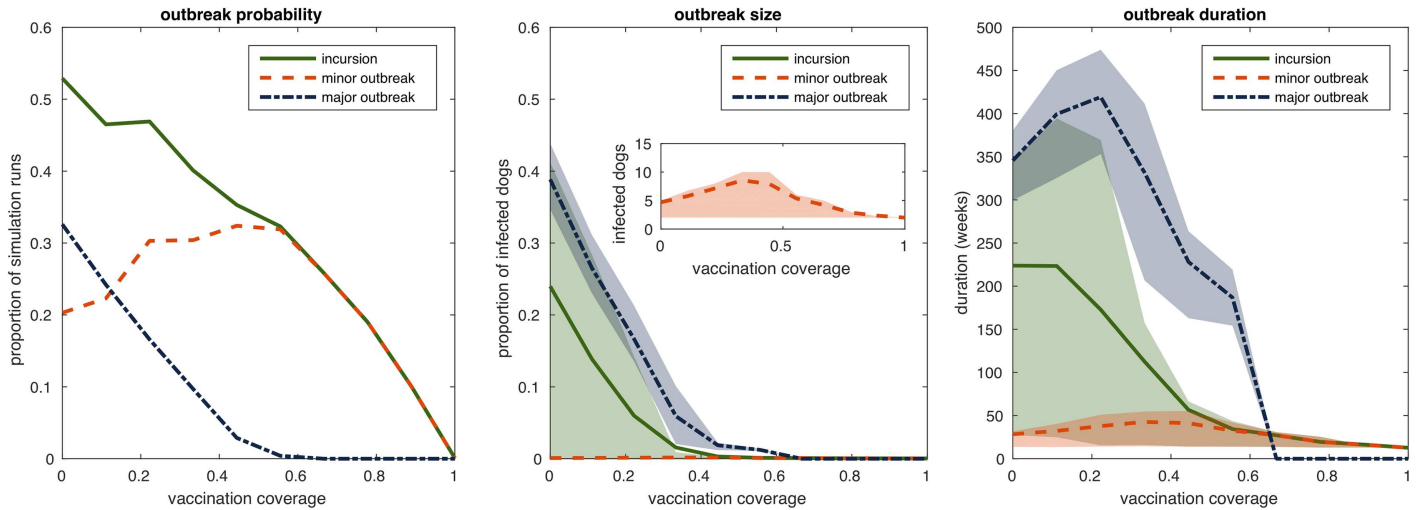 outbreak probability
0.6
0.5
0.4
0.3
0.2
0.1
0
0
0.2
0.4
0.6
0.8
1
proportion of simulation runs
vaccination coverage
incursion
minor outbreak
major outbreak
outbreak size
0.6
0.5
0.4
0.3
0.2
0.1
0
0
0.2
0.4
0.6
0.8
1
proportion of infected dogs
vaccination coverage
incursion
minor outbreak
major outbreak
15
10
5
0
0
0.5
1
infected dogs
vaccination coverage
outbreak duration
500
450
400
350
300
250
200
150
100
50
0
0
0.2
0.4
0.6
0.8
1
duration (weeks)
vaccination coverage
incursion
minor outbreak
major outbreak